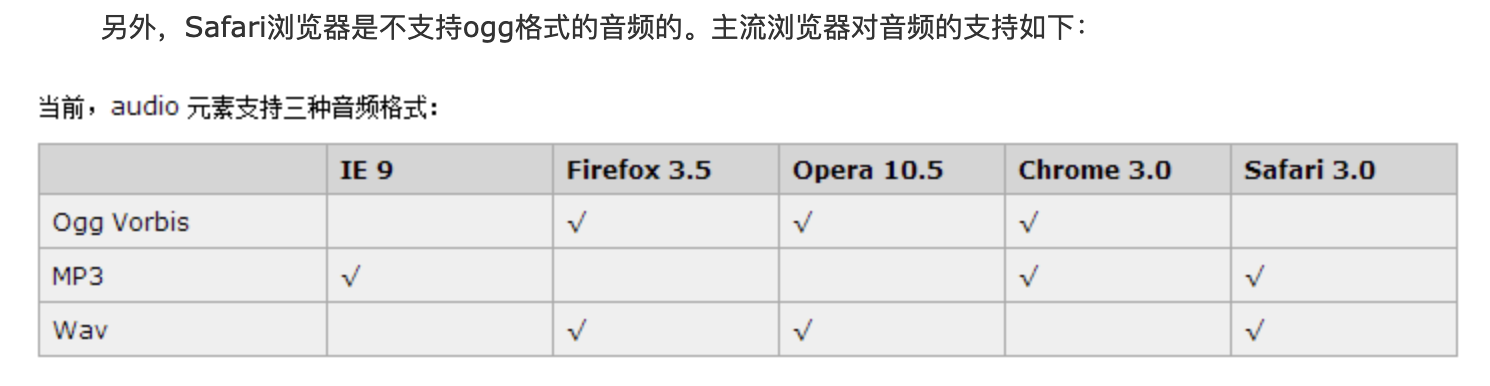 另外，Safari浏览器是不支持ogg格式的音频的。主流浏览器对音频的支持如下：
当前，audio 元素支持三种音频格式：
IE 9 Firefox 3.5 Opera 10.5 Chrome 3.0 Safari 3.0
Ogg Vorbis √ √ √
MP3 √ √ √
Wav √ √ √